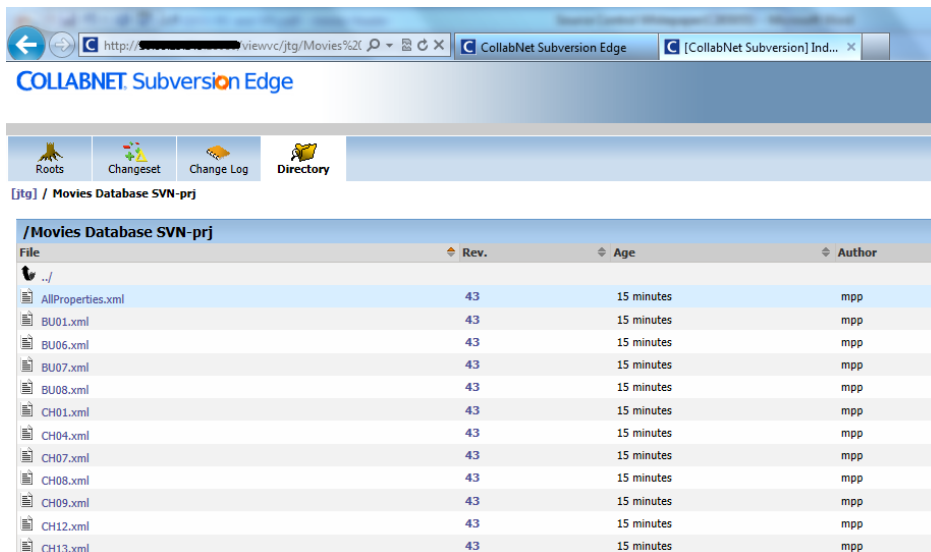 http:// /viewvc/jtg/Movies%2(
CollabNet Subversion Edge
[CollabNet Subversion] Ind...
COLLABNET. Subversion Edge
Roots
Changeset
Change Log
Directory
[jtg] / Movies Database SVN-prj
/Movies Database SVN-prj
File Rev. Age Author
../
AllProperties.xml 43 15 minutes mpp
BU01.xml 43 15 minutes mpp
BU06.xml 43 15 minutes mpp
BU07.xml 43 15 minutes mpp
BU08.xml 43 15 minutes mpp
CH01.xml 43 15 minutes mpp
CH04.xml 43 15 minutes mpp
CH07.xml 43 15 minutes mpp
CH08.xml 43 15 minutes mpp
CH09.xml 43 15 minutes mpp
CH12.xml 43 15 minutes mpp
CH13.xml 43 15 minutes mpp